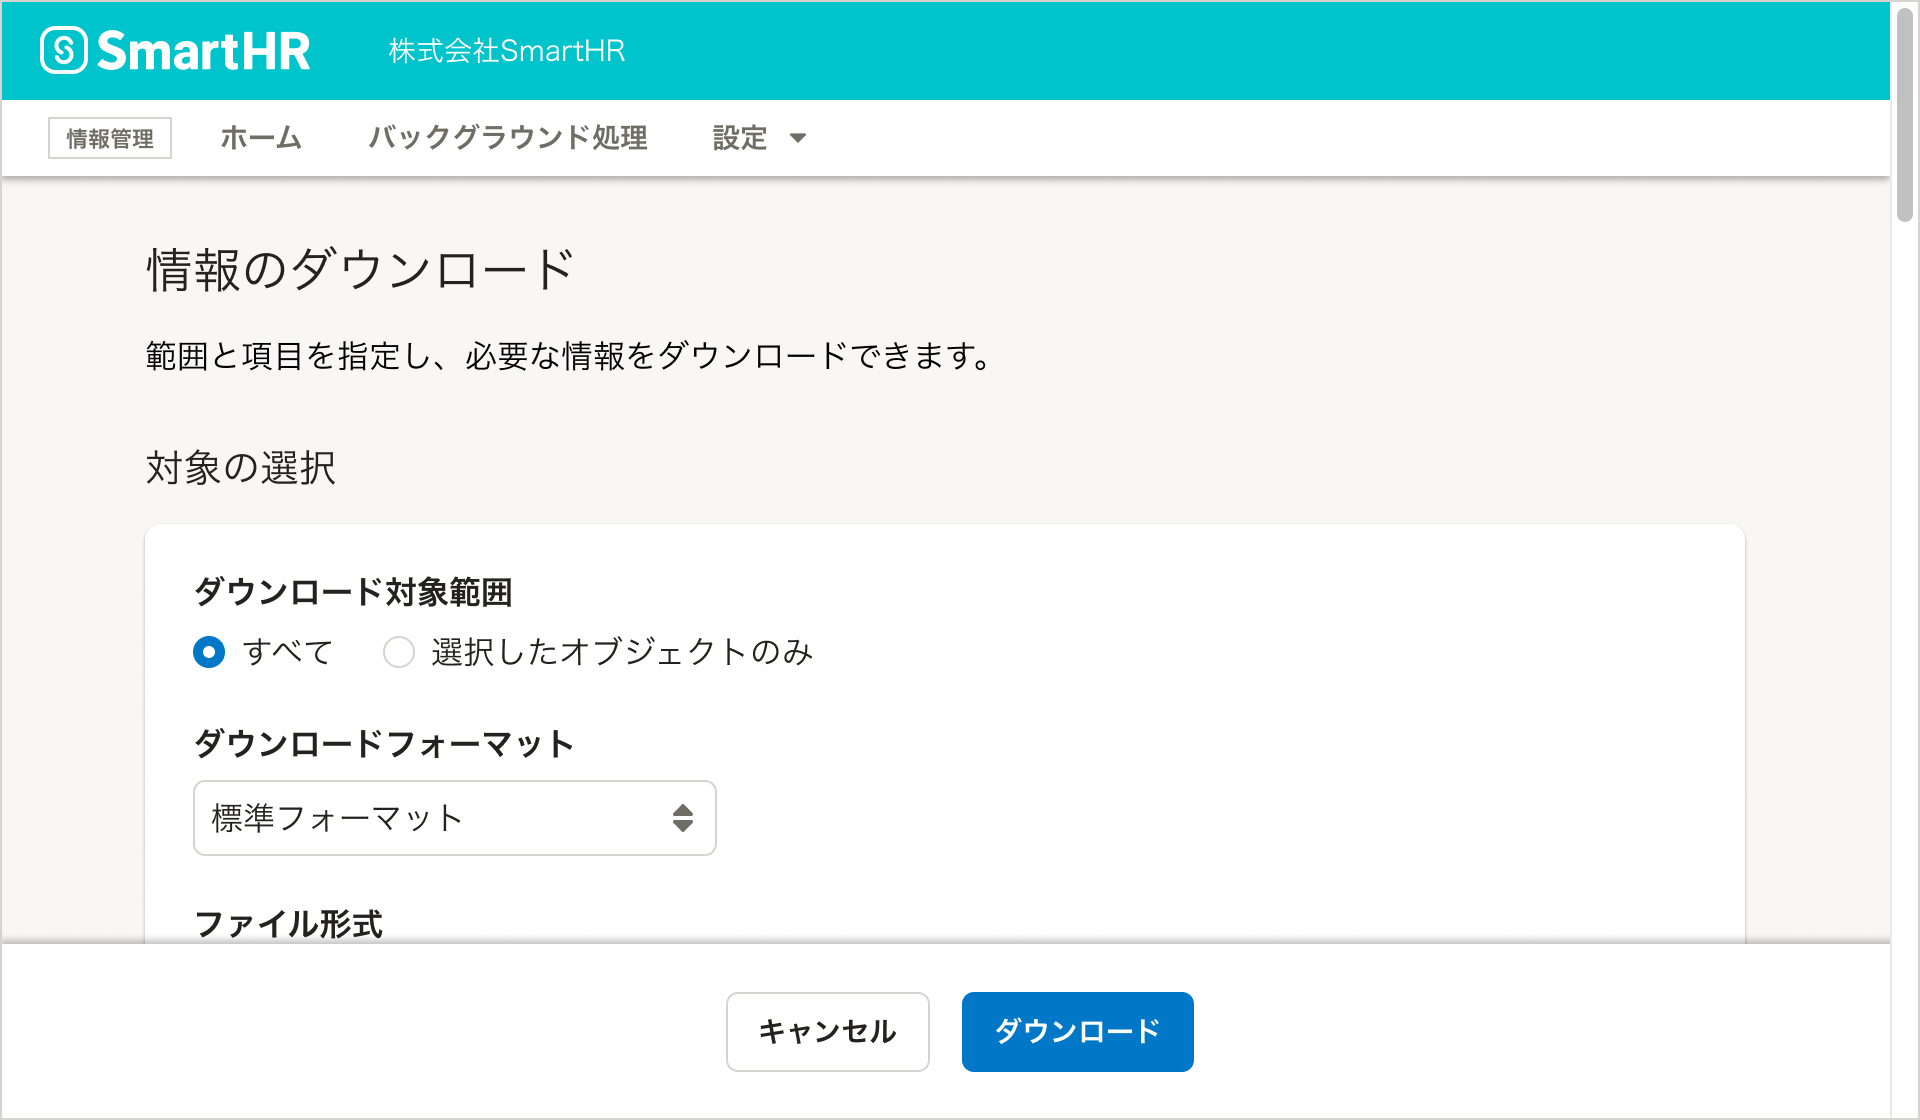 SmartHR 株式会社SmartHR
情報管理 ホーム バックグラウンド処理 設定
情報のダウンロード
範囲と項目を指定し、必要な情報をダウンロードできます。
対象の選択
ダウンロード対象範囲
すべて 選択したオブジェクトのみ
ダウンロードフォーマット
標準フォーマット
ファイル形式
キャンセル ダウンロード